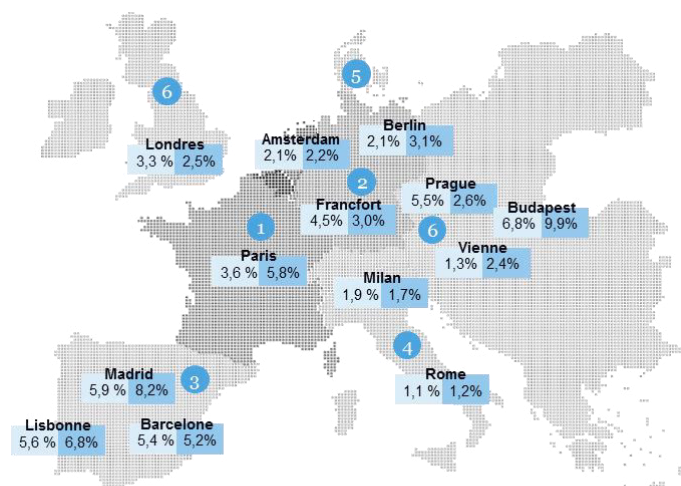 5
6
Londres
3,3 % 2,5%
Amsterdam
2,1% 2,2%
Berlin
2,1% 3,1%
2
Francfort
4,5% 3,0%
Prague
5,5% 2,6%
Budapest
6,8% 9,9%
1
Paris
3,6 % 5,8%
6
Vienne
1,3% 2,4%
Milan
1,9 % 1,7%
4
Rome
1,1 % 1,2%
Madrid
5,9 % 8,2%
3
Lisbonne
5,6 % 6,8%
Barcelone
5,4 % 5,2%